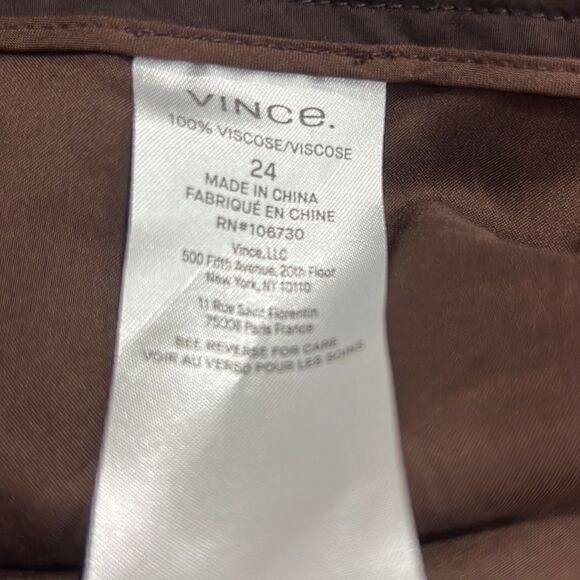 VINCE.
100% VISCOSE/VISCOSE
24
MADE IN CHINA
FABRIQUÉ EN CHINE
RN#106730
Vince, LLC
500 Fifth Avenue, 20th Floor
New York, NY 10110
11 Rue Saint Florentin
75008 Paris France
SEE REVERSE FOR CARE
VOIR AU VERSO POUR LES SOINS